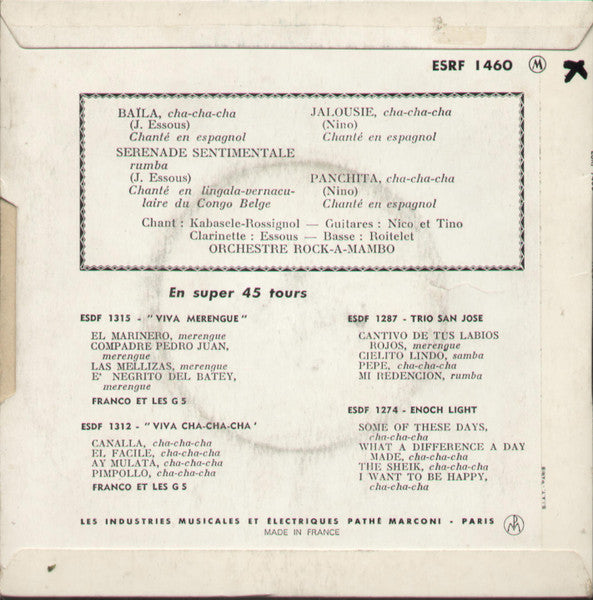 ESRF 1460 M
BAÏLA, cha-cha-cha
(J. Essous)
Chanté en espagnol
SERENADE SENTIMENTALE
rumba
(J. Essous)
Chanté en lingala-vernacu-
laire du Congo Belge
JALOUSIE, cha-cha-cha
(Nino)
Chanté en espagnol
PANCHITA, cha-cha-cha
(Nino)
Chanté en espagnol
Chant : Kabasele-Rossignol — Guitares : Nico et Tino
Clarinette : Essous — Basse : Roitelet
ORCHESTRE ROCK-A-MAMBO
En super 45 tours
ESDF 1315 - "VIVA MERENGUE"
EL MARINERO, merengue
COMPADRE PEDRO JUAN,
merengue
LAS MELLIZAS, merengue
E' NEGRITO DEL BATEY,
merengue
FRANCO ET LES G 5
ESDF 1312 - "VIVA CHA-CHA-CHA'
CANALLA, cha-cha-cha
EL FACILE, cha-cha-cha
AY MULATA, cha-cha-cha
PIMPOLLO, cha-cha-cha
FRANCO ET LES G 5
ESDF 1287 - TRIO SAN JOSE
CANTIVO DE TUS LABIOS
ROJOS, merengue
CIELITO LINDO, samba
PEPE, cha-cha-cha
MI REDENCION, rumba
ESDF 1274 - ENOCH LIGHT
SOME OF THESE DAYS,
cha-cha-cha
WHAT A DIFFERENCE A DAY
MADE, cha-cha-cha
THE SHEIK, cha-cha-cha
I WANT TO BE HAPPY,
cha-cha-cha
LES INDUSTRIES MUSICALES ET ÉLECTRIQUES PATHÉ MARCONI - PARIS
MADE IN FRANCE